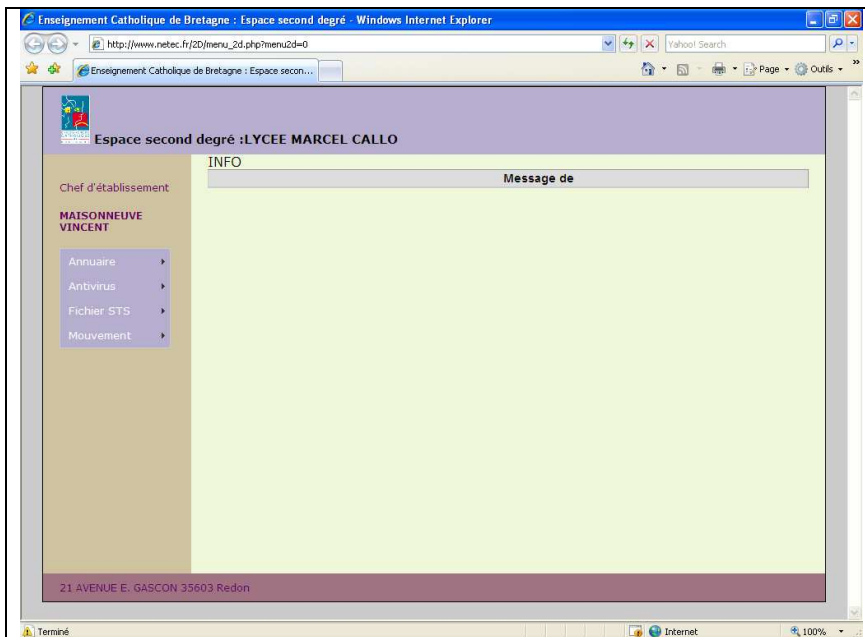 Enseignement Catholique de Bretagne : Espace second degré - Windows Internet Explorer
http://www.netec.fr/2D/menu_2d.php?menu2d=0
Yahoo! Search
Enseignement Catholique de Bretagne : Espace secon...
Page
Outils
»
Espace second degré :LYCEE MARCEL CALLO
INFO
Message de
Chef d'établissement
MAISONNEUVE
VINCENT
Annuaire
Antivirus
Fichier STS
Mouvement
21 AVENUE E. GASCON 35603 Redon
Terminé
Internet
100%